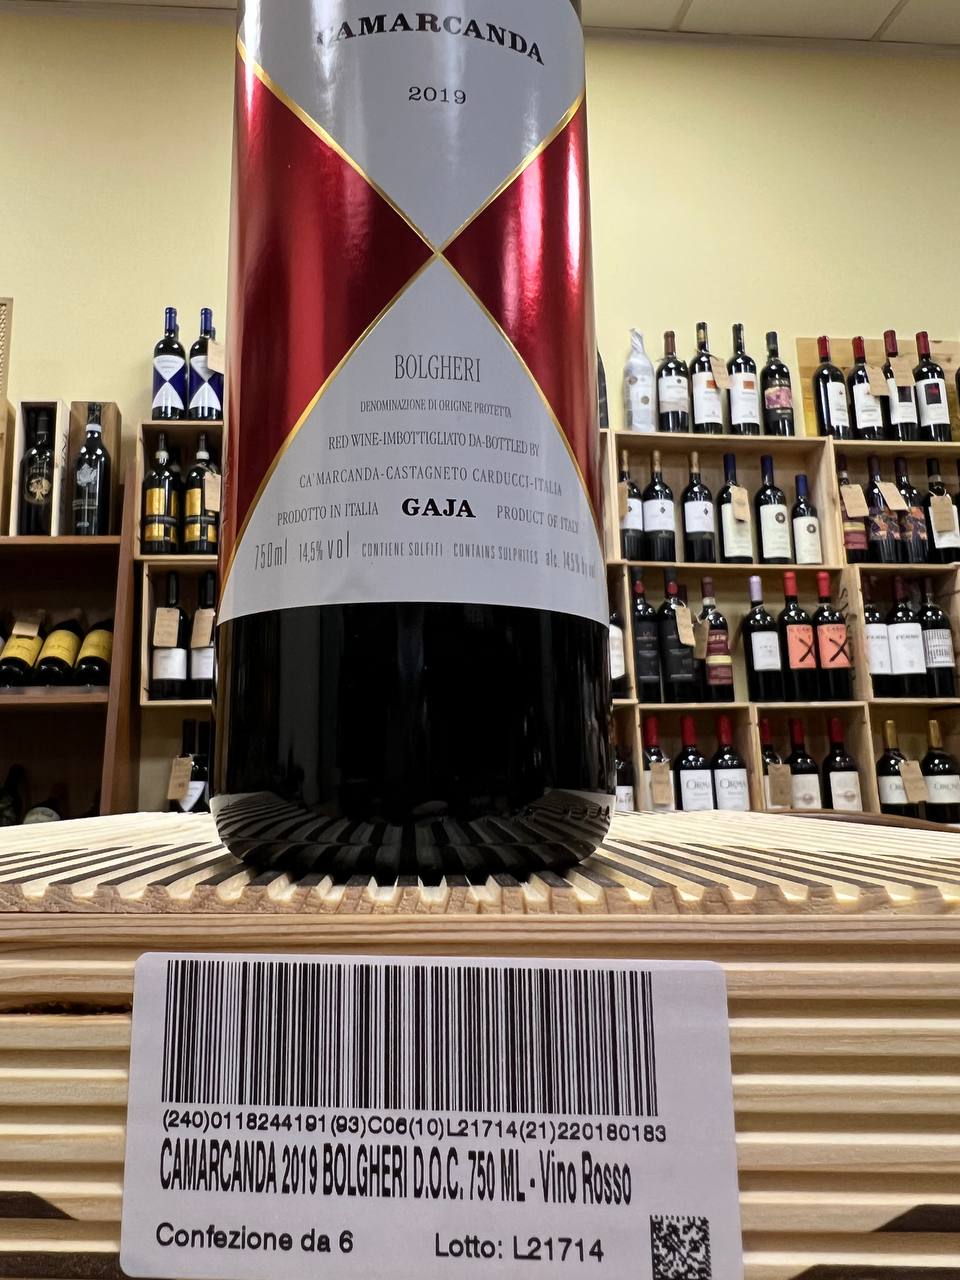 CAMARCANDA
2019
BOLGHERI
DENOMINAZIONE DI ORIGINE PROTETTA
RED WINE-IMBOTTIGLIATO DA-BOTTLED BY
CA'MARCANDA-CASTAGNETO CARDUCCI-ITALIA
PRODOTTO IN ITALIA GAJA PRODUCT OF ITALY
750ml 14,5% vol CONTIENE SOLFITI - CONTAINS SULPHITES alc. 14.5% by vol
(240)0118244191(93)C06(10)L21714(21)220180183
CAMARCANDA 2019 BOLGHERI D.O.C. 750 ML - Vino Rosso
Confezione da 6 Lotto: L21714